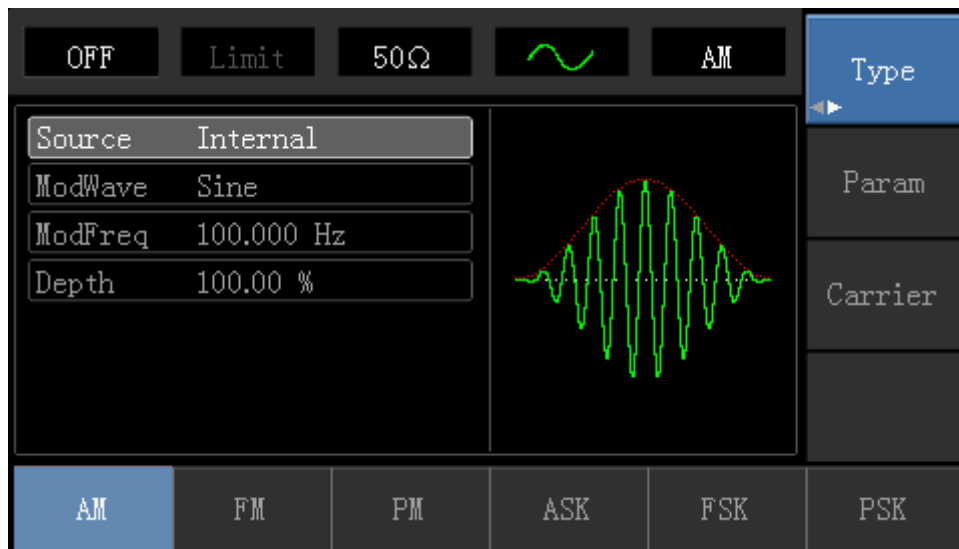 OFF Limit 50Ω AM
Type
Source Internal
ModWave Sine
Param
ModFreq 100.000 Hz
Depth 100.00 %
Carrier
AM FM PM ASK FSK PSK